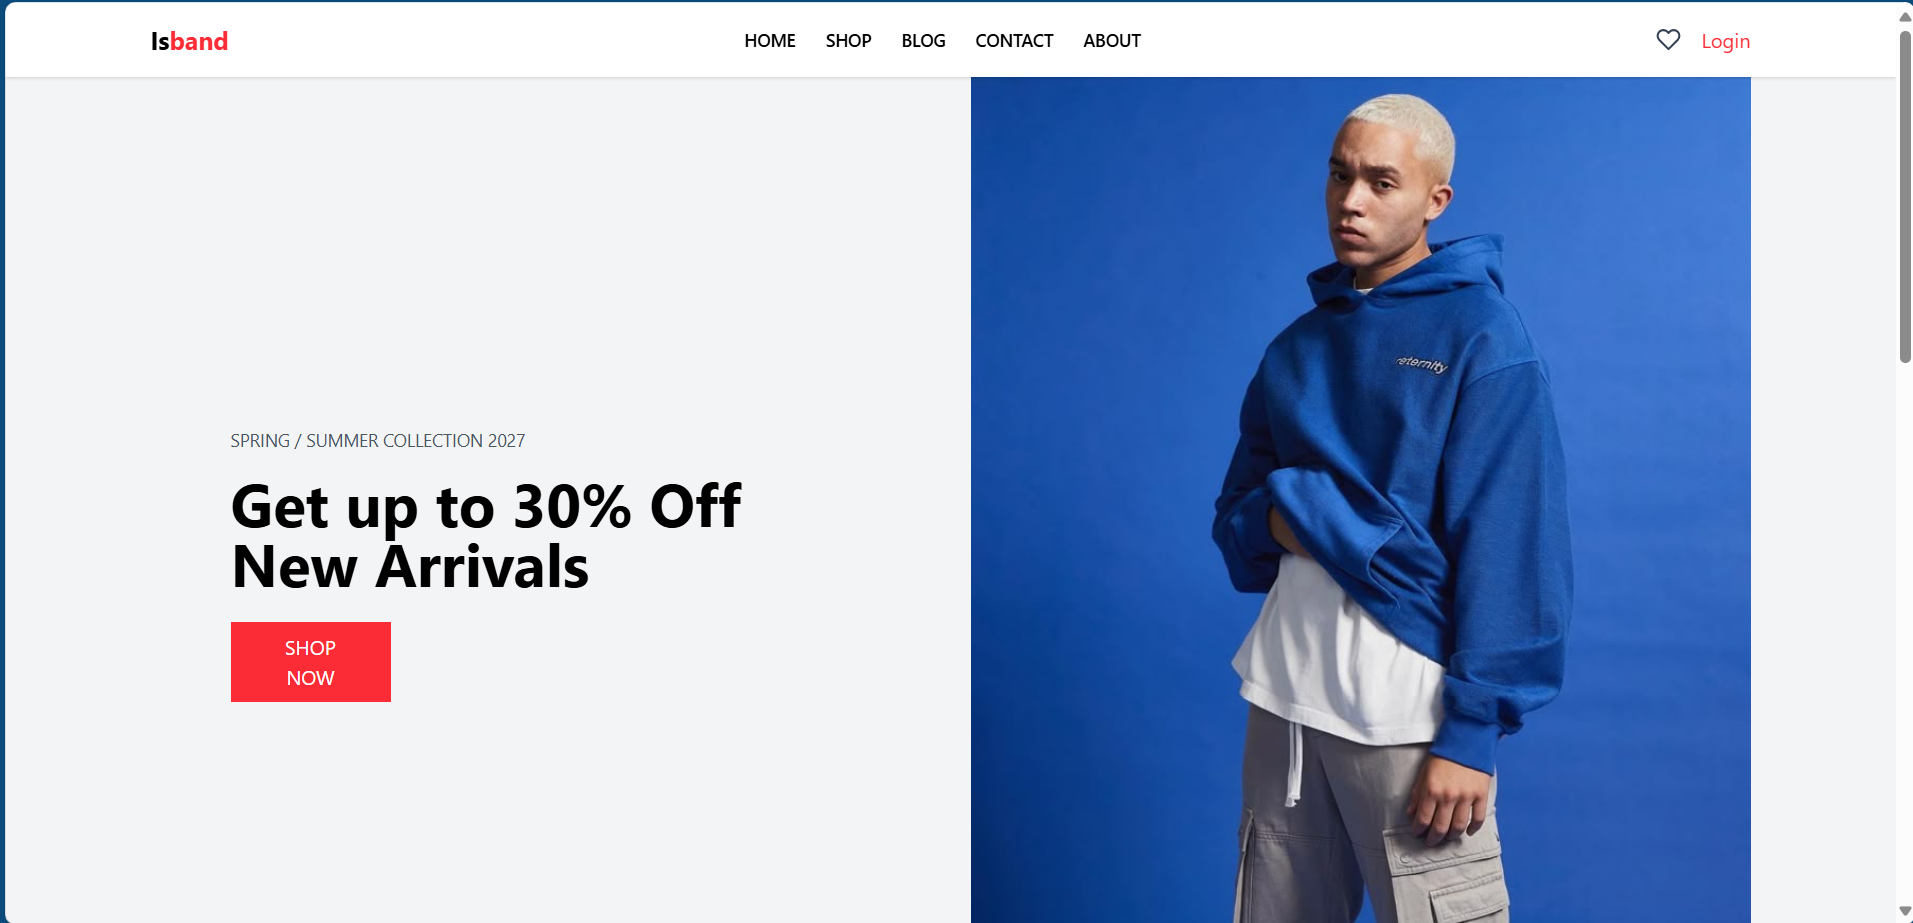 Isband
HOME SHOP BLOG CONTACT ABOUT
Login
SPRING / SUMMER COLLECTION 2027
Get up to 30% Off
New Arrivals
SHOP
NOW
eternity